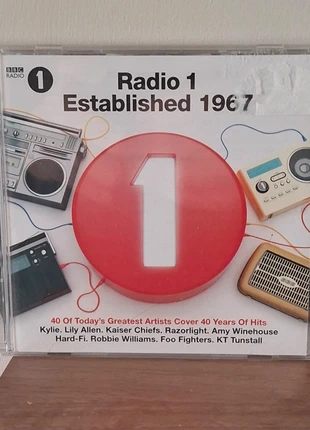 BBC
RADIO
1
Radio 1
Established 1967
1
40 Of Today's Greatest Artists Cover 40 Years Of Hits
Kylie. Lily Allen. Kaiser Chiefs. Razorlight. Amy Winehouse
Hard-Fi. Robbie Williams. Foo Fighters. KT Tunstall